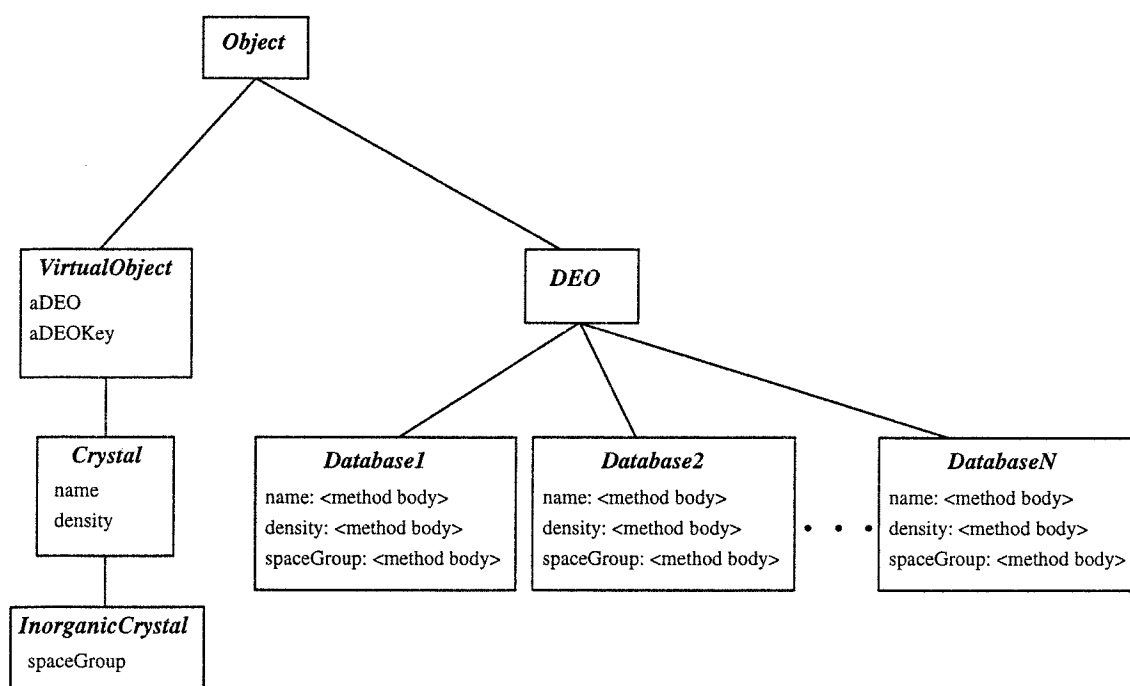 Object
VirtualObject
aDEO
aDEOKey
DEO
Crystal
name
density
Database1
name: <method body>
density: <method body>
spaceGroup: <method body>
Database2
name: <method body>
density: <method body>
spaceGroup: <method body>
• • •
DatabaseN
name: <method body>
density: <method body>
spaceGroup: <method body>
InorganicCrystal
spaceGroup